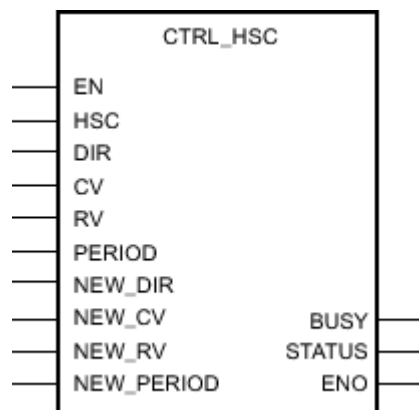 CTRL_HSC
EN
HSC
DIR
CV
RV
PERIOD
NEW_DIR
NEW_CV BUSY
NEW_RV STATUS
NEW_PERIOD ENO